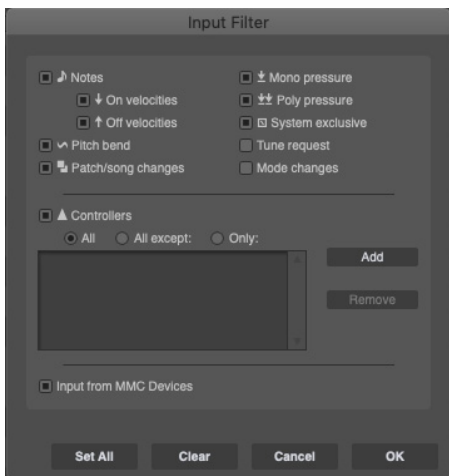 Input Filter
Notes
On velocities
Off velocities
Pitch bend
Patch/song changes
Mono pressure
Poly pressure
System exclusive
Tune request
Mode changes
Controllers
All All except: Only:
Add
Remove
Input from MMC Devices
Set All Clear Cancel OK